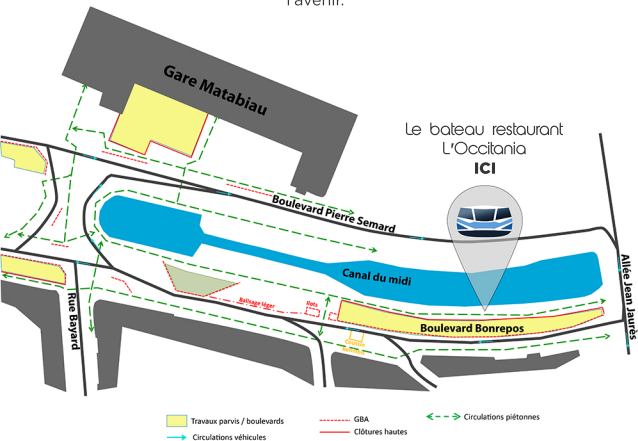 l'avenir.
Gare Matabiau
Le bateau restaurant
L'Occitania
ICI
Boulevard Pierre Semard
Canal du midi
Allée Jean Jaurès
Rue Bayard
Balisage léger
Ilots
Boulevard Bonrepos
Travaux parvis / boulevards
GBA
Circulations piétonnes
Circulations véhicules
Clôtures hautes